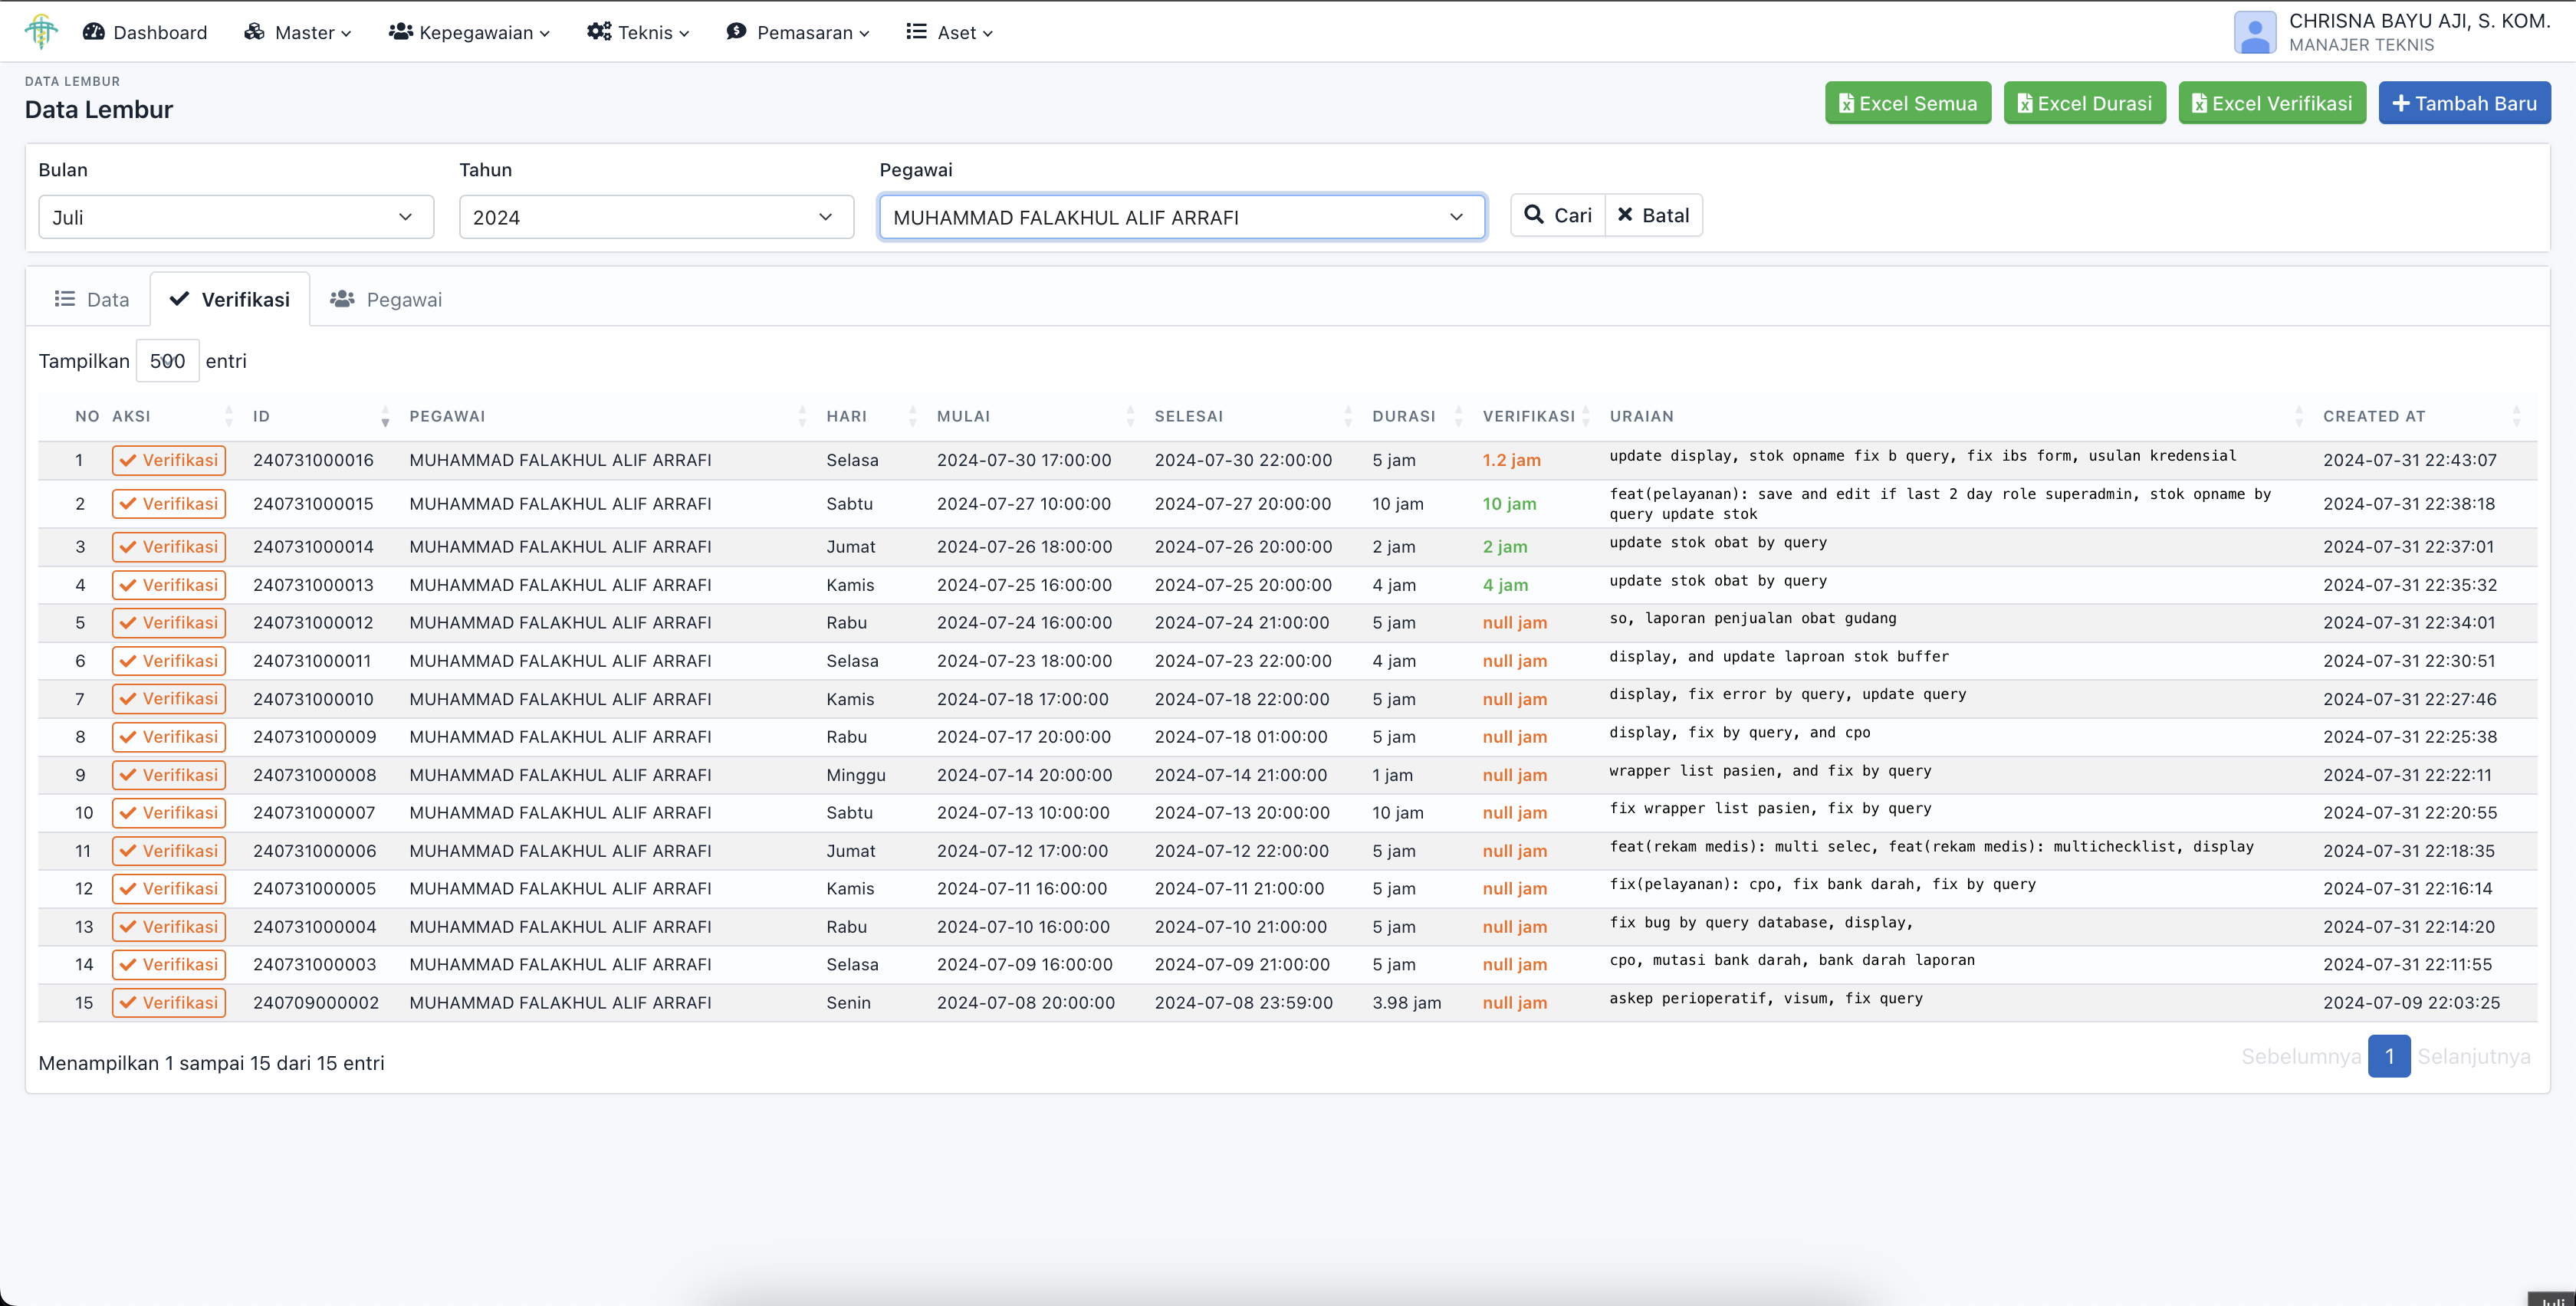 Dashboard Master Kepegawaian Teknis Pemasaran Aset
CHRISNA BAYU AJI, S. KOM.
MANAJER TEKNIS
DATA LEMBUR
Data Lembur
Excel Semua Excel Durasi Excel Verifikasi Tambah Baru
Bulan Tahun Pegawai
Juli 2024 MUHAMMAD FALAKHUL ALIF ARRAFI Cari Batal
Data Verifikasi Pegawai
Tampilkan 500 entri
NO AKSI ID PEGAWAI HARI MULAI SELESAI DURASI VERIFIKASI URAIAN CREATED AT
1 Verifikasi 240731000016 MUHAMMAD FALAKHUL ALIF ARRAFI Selasa 2024-07-30 17:00:00 2024-07-30 22:00:00 5 jam 1.2 jam update display, stok opname fix b query, fix ibs form, usulan kredensial 2024-07-31 22:43:07
2 Verifikasi 240731000015 MUHAMMAD FALAKHUL ALIF ARRAFI Sabtu 2024-07-27 10:00:00 2024-07-27 20:00:00 10 jam 10 jam feat(pelayanan): save and edit if last 2 day role superadmin, stok opname by 2024-07-31 22:38:18
query update stok
3 Verifikasi 240731000014 MUHAMMAD FALAKHUL ALIF ARRAFI Jumat 2024-07-26 18:00:00 2024-07-26 20:00:00 2 jam 2 jam update stok obat by query 2024-07-31 22:37:01
4 Verifikasi 240731000013 MUHAMMAD FALAKHUL ALIF ARRAFI Kamis 2024-07-25 16:00:00 2024-07-25 20:00:00 4 jam 4 jam update stok obat by query 2024-07-31 22:35:32
5 Verifikasi 240731000012 MUHAMMAD FALAKHUL ALIF ARRAFI Rabu 2024-07-24 16:00:00 2024-07-24 21:00:00 5 jam null jam so, laporan penjualan obat gudang 2024-07-31 22:34:01
6 Verifikasi 240731000011 MUHAMMAD FALAKHUL ALIF ARRAFI Selasa 2024-07-23 18:00:00 2024-07-23 22:00:00 4 jam null jam display, and update laproan stok buffer 2024-07-31 22:30:51
7 Verifikasi 240731000010 MUHAMMAD FALAKHUL ALIF ARRAFI Kamis 2024-07-18 17:00:00 2024-07-18 22:00:00 5 jam null jam display, fix error by query, update query 2024-07-31 22:27:46
8 Verifikasi 240731000009 MUHAMMAD FALAKHUL ALIF ARRAFI Rabu 2024-07-17 20:00:00 2024-07-18 01:00:00 5 jam null jam display, fix by query, and cpo 2024-07-31 22:25:38
9 Verifikasi 240731000008 MUHAMMAD FALAKHUL ALIF ARRAFI Minggu 2024-07-14 20:00:00 2024-07-14 21:00:00 1 jam null jam wrapper list pasien, and fix by query 2024-07-31 22:22:11
10 Verifikasi 240731000007 MUHAMMAD FALAKHUL ALIF ARRAFI Sabtu 2024-07-13 10:00:00 2024-07-13 20:00:00 10 jam null jam fix wrapper list pasien, fix by query 2024-07-31 22:20:55
11 Verifikasi 240731000006 MUHAMMAD FALAKHUL ALIF ARRAFI Jumat 2024-07-12 17:00:00 2024-07-12 22:00:00 5 jam null jam feat(rekam medis): multi selec, feat(rekam medis): multichecklist, display 2024-07-31 22:18:35
12 Verifikasi 240731000005 MUHAMMAD FALAKHUL ALIF ARRAFI Kamis 2024-07-11 16:00:00 2024-07-11 21:00:00 5 jam null jam fix(pelayanan): cpo, fix bank darah, fix by query 2024-07-31 22:16:14
13 Verifikasi 240731000004 MUHAMMAD FALAKHUL ALIF ARRAFI Rabu 2024-07-10 16:00:00 2024-07-10 21:00:00 5 jam null jam fix bug by query database, display, 2024-07-31 22:14:20
14 Verifikasi 240731000003 MUHAMMAD FALAKHUL ALIF ARRAFI Selasa 2024-07-09 16:00:00 2024-07-09 21:00:00 5 jam null jam cpo, mutasi bank darah, bank darah laporan 2024-07-31 22:11:55
15 Verifikasi 240709000002 MUHAMMAD FALAKHUL ALIF ARRAFI Senin 2024-07-08 20:00:00 2024-07-08 23:59:00 3.98 jam null jam askep perioperatif, visum, fix query 2024-07-09 22:03:25
Menampilkan 1 sampai 15 dari 15 entri
Sebelumnya 1 Selanjutnya